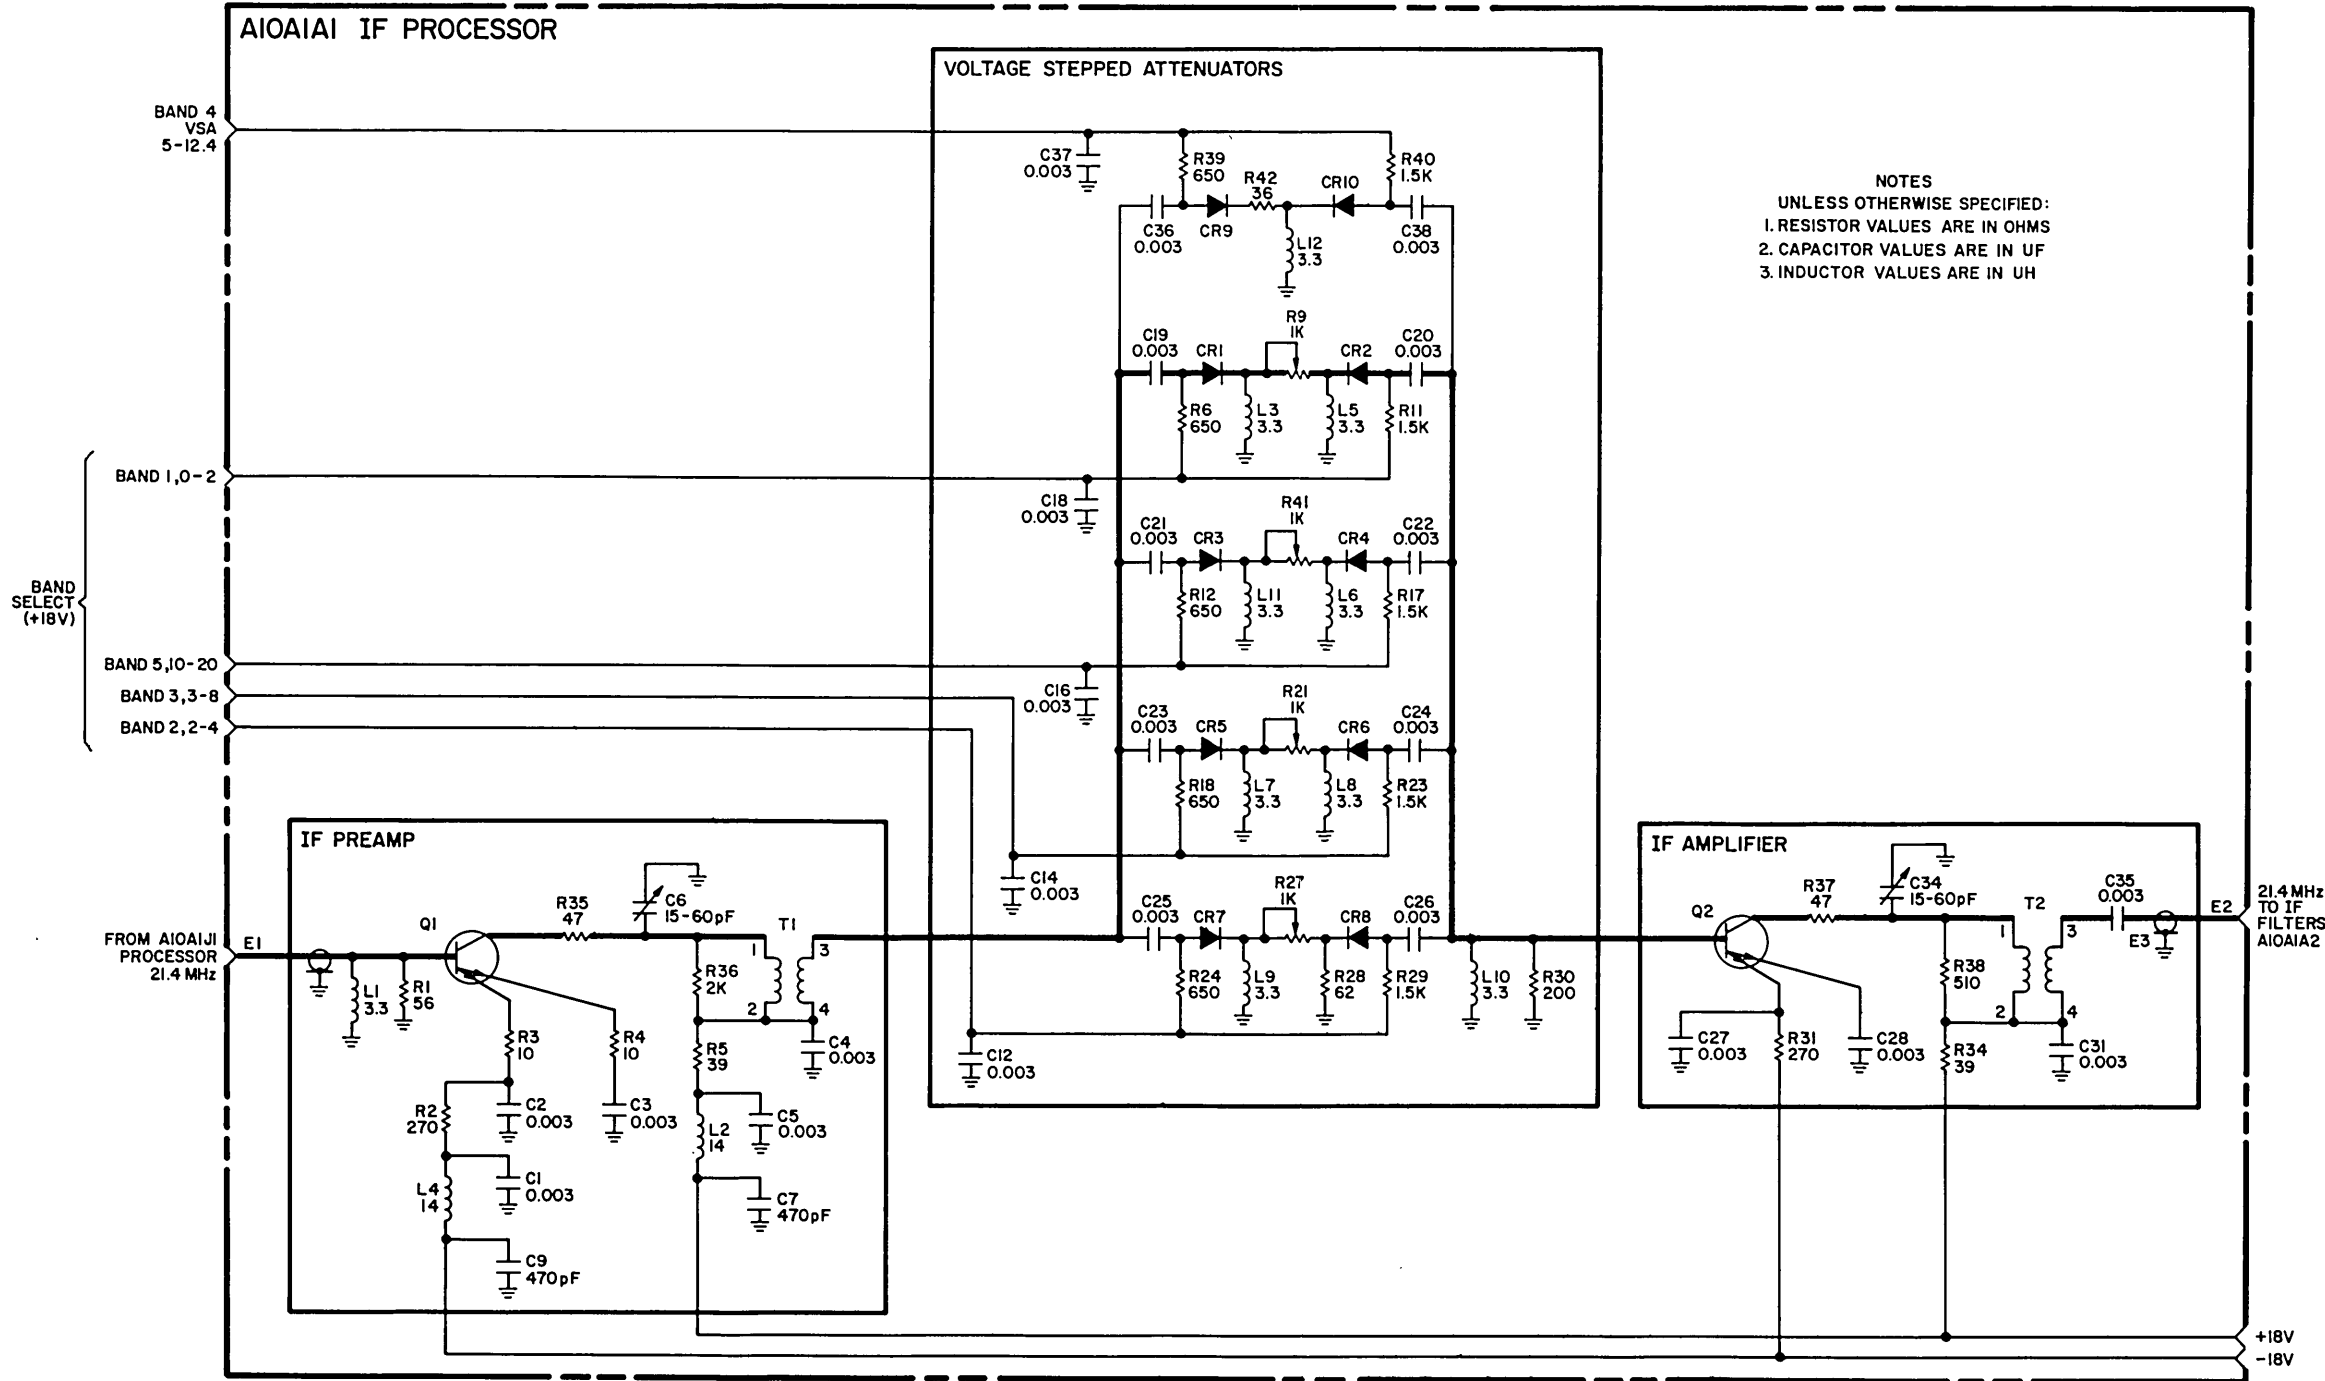 A10A1A1 IF PROCESSOR
VOLTAGE STEPPED ATTENUATORS
BAND 4
VSA
5-12.4
C37
0.003
R39
650
R42
36
CR10
R40
1.5K
C36
0.003
CR9
L12
3.3
C38
0.003
NOTES
UNLESS OTHERWISE SPECIFIED:
1. RESISTOR VALUES ARE IN OHMS
2. CAPACITOR VALUES ARE IN UF
3. INDUCTOR VALUES ARE IN UH
R9
1K
C19
0.003
CR1
CR2
C20
0.003
R6
650
L3
3.3
L5
3.3
R11
1.5K
BAND SELECT
(+18V)
BAND 1,0-2
C18
0.003
R41
1K
C21
0.003
CR3
CR4
C22
0.003
R12
650
L11
3.3
L6
3.3
R17
1.5K
BAND 5,10-20
BAND 3,3-8
BAND 2,2-4
C16
0.003
R21
1K
C23
0.003
CR5
CR6
C24
0.003
R18
650
L7
3.3
L8
3.3
R23
1.5K
C14
0.003
R27
1K
C25
0.003
CR7
CR8
C26
0.003
R24
650
L9
3.3
R28
62
R29
1.5K
L10
3.3
R30
200
C12
0.003
IF PREAMP
FROM A10A1J1
PROCESSOR
21.4 MHz
E1
L1
3.3
R1
56
Q1
R35
47
C6
15-60pF
T1
1
3
2
4
R36
2K
R3
10
R4
10
R5
39
C4
0.003
R2
270
C2
0.003
C3
0.003
L2
14
C5
0.003
L4
14
C1
0.003
C7
470pF
C9
470pF
IF AMPLIFIER
Q2
R37
47
C34
15-60pF
T2
1
3
2
4
C35
0.003
E3
E2
21.4 MHz
TO IF
FILTERS
A10A1A2
R38
510
C27
0.003
R31
270
C28
0.003
R34
39
C31
0.003
+18V
-18V